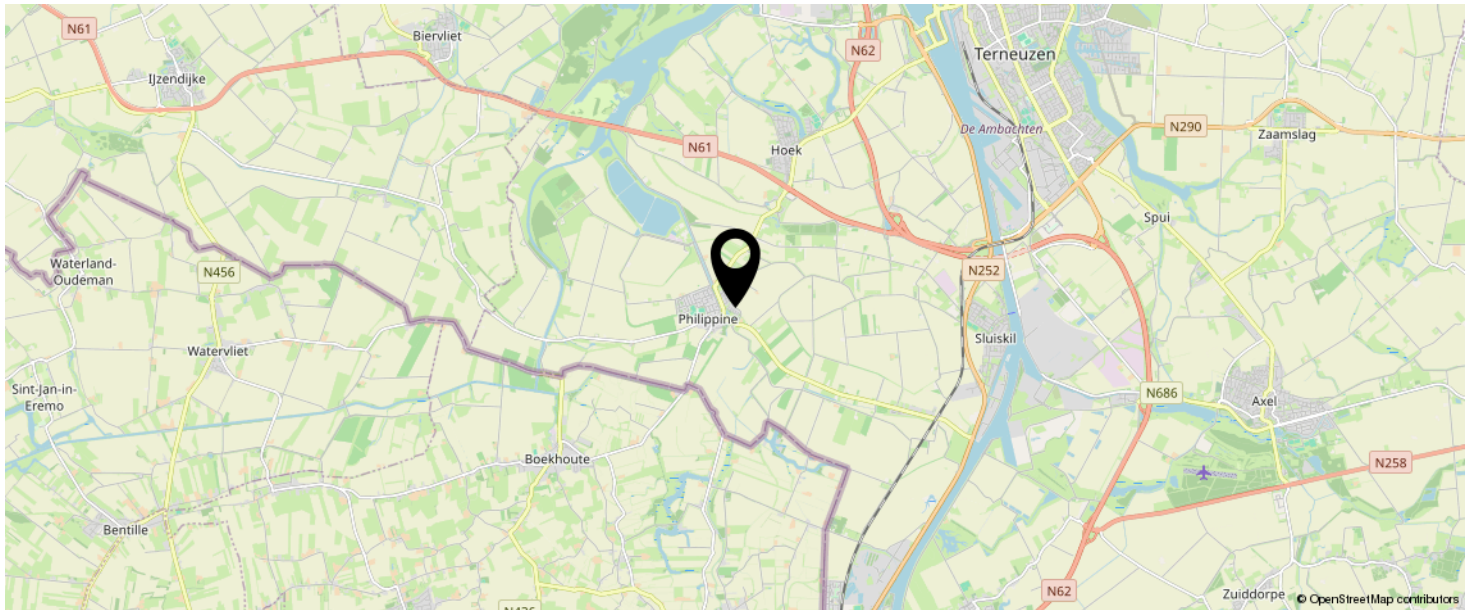 N61
Biervliet
N62
Terneuzen
IJzendijke
N61
De Ambachten
N290
Zaamslag
Hoek
Spui
Waterland-
Oudeman
N456
N252
Philippine
Sluiskil
Watervliet
Sint-Jan-in-
Eremo
N686
Axel
Boekhoute
N258
Bentille
N62
Zuiddorpe
© OpenStreetMap contributors